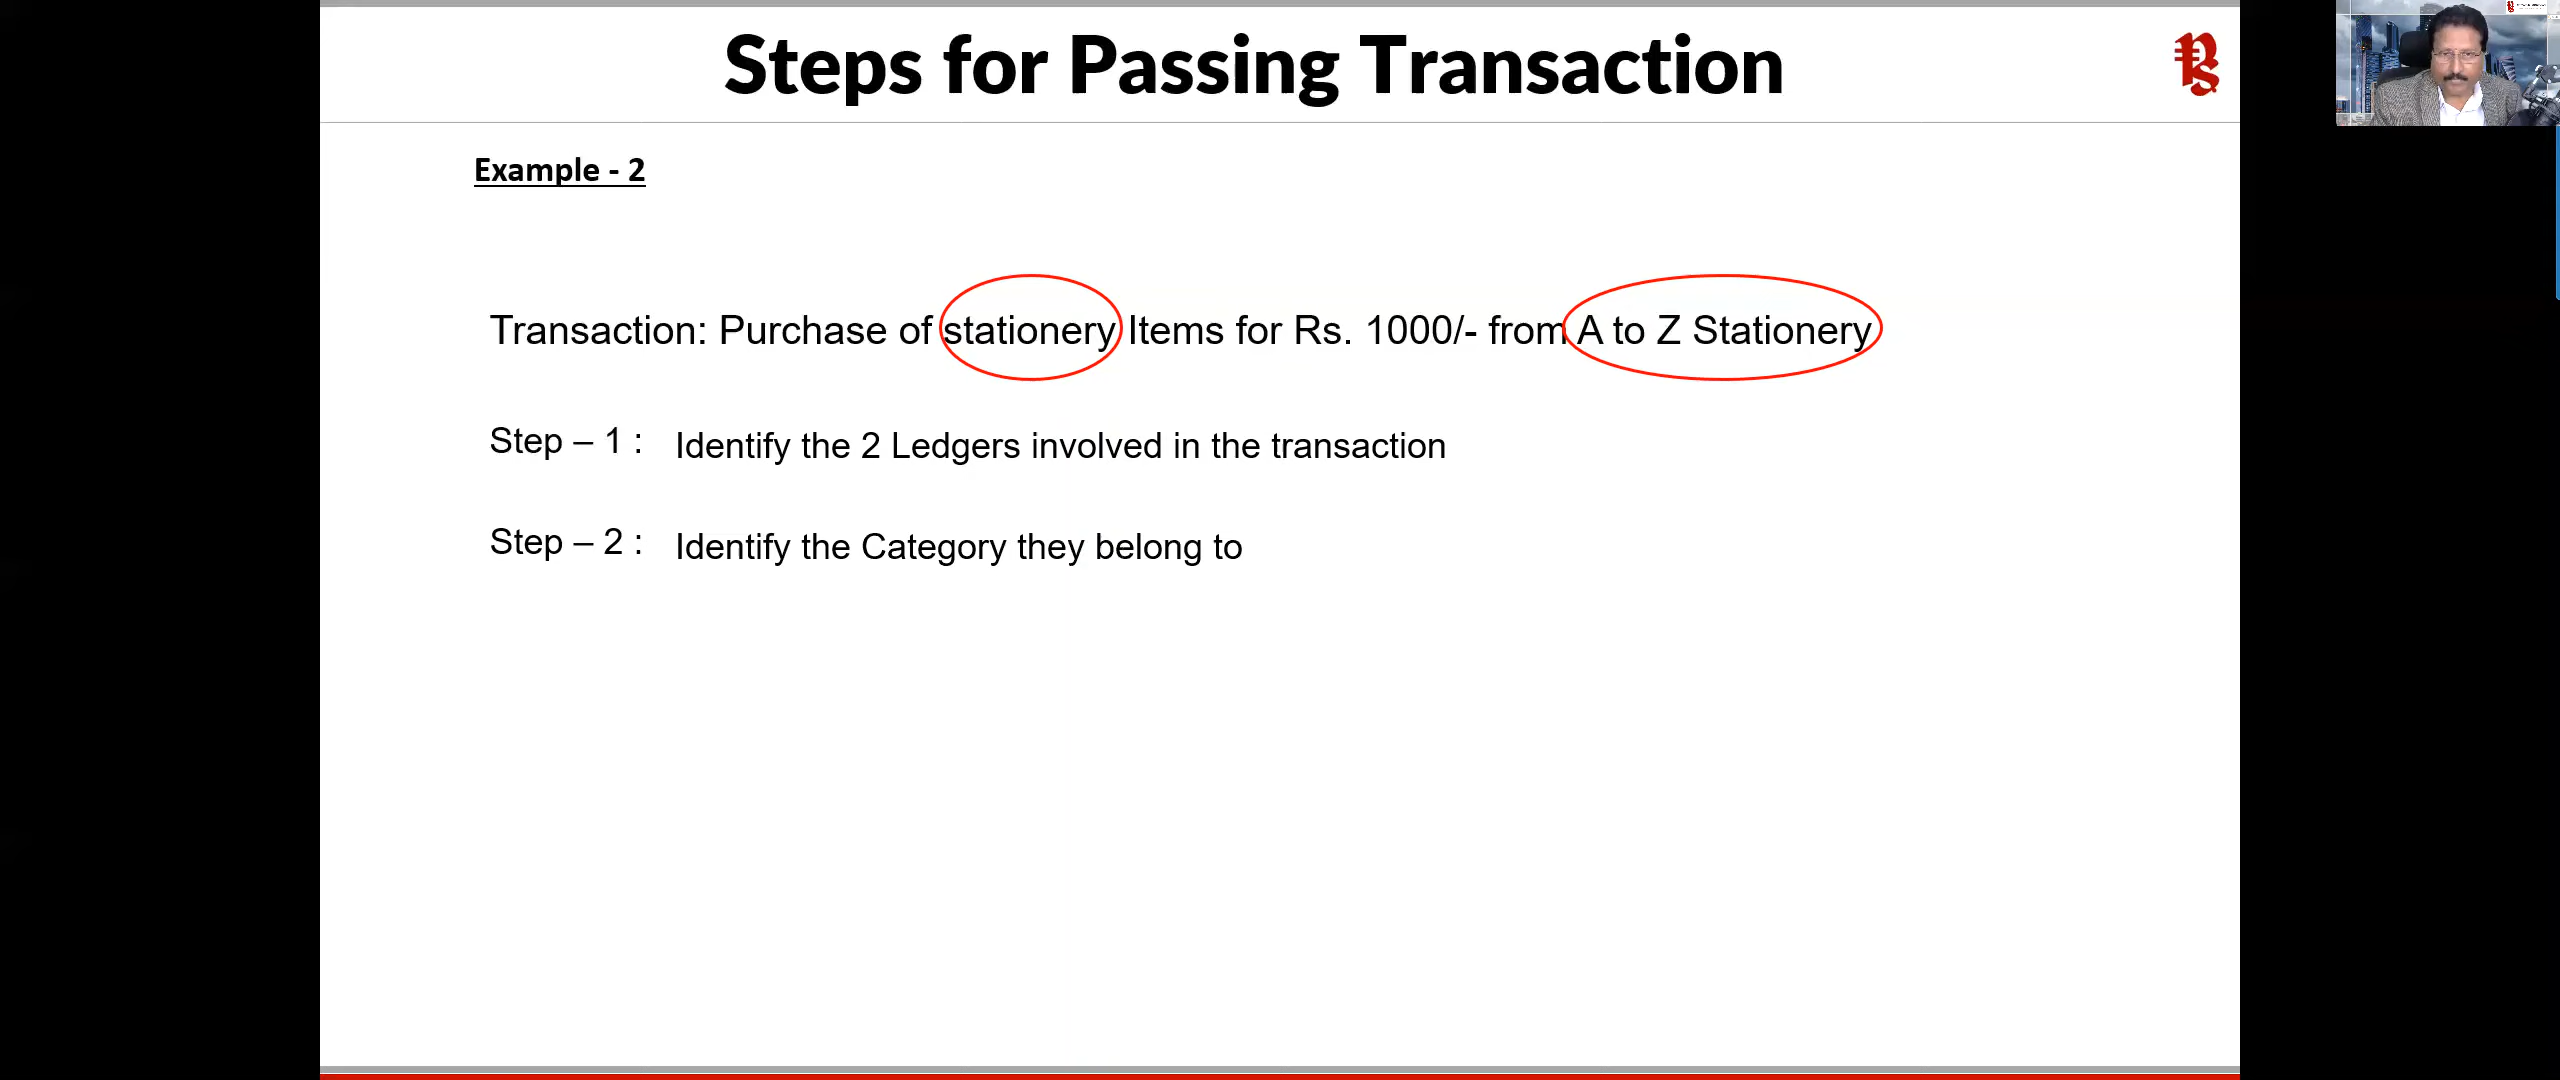 Steps for Passing Transaction
Example - 2
Transaction: Purchase of stationery Items for Rs. 1000/- from A to Z Stationery
Step – 1 : Identify the 2 Ledgers involved in the transaction
Step – 2 : Identify the Category they belong to